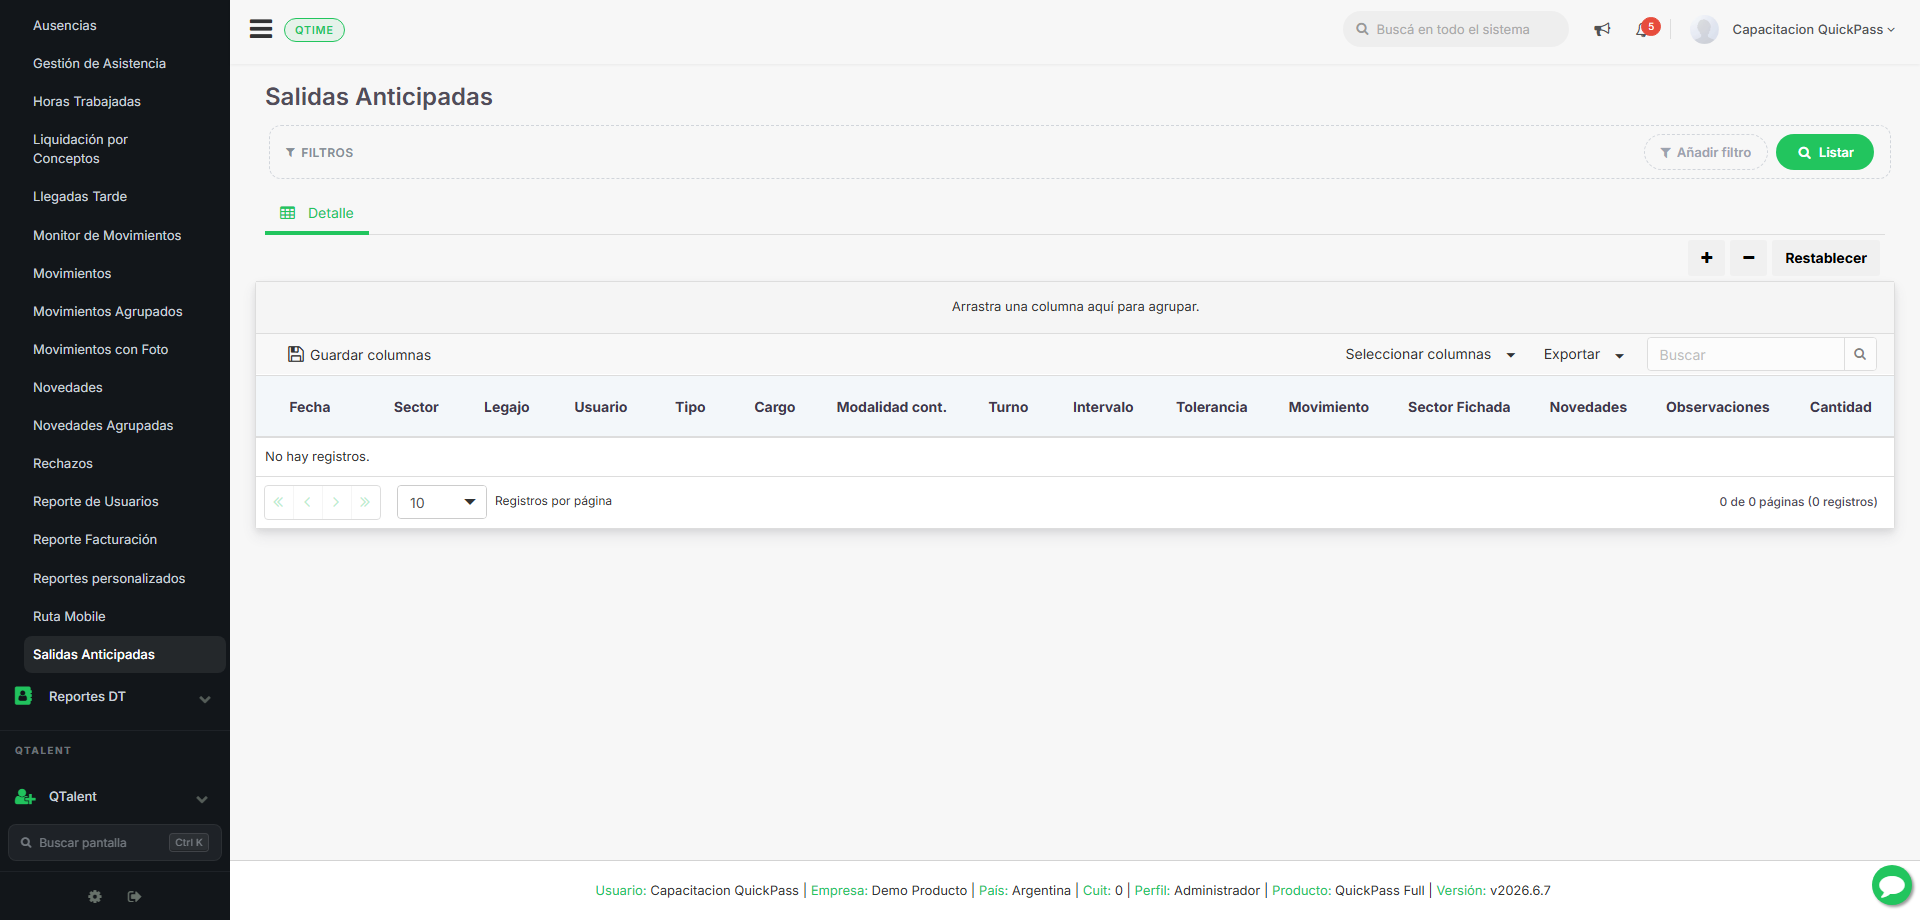 Ausencias
Gestión de Asistencia
Horas Trabajadas
Liquidación por
Conceptos
Llegadas Tarde
Monitor de Movimientos
Movimientos
Movimientos Agrupados
Movimientos con Foto
Novedades
Novedades Agrupadas
Rechazos
Reporte de Usuarios
Reporte Facturación
Reportes personalizados
Ruta Mobile
Salidas Anticipadas
Reportes DT
QTALENT
QTalent
Buscar pantalla Ctrl K
QTIME
Buscá en todo el sistema
5
Capacitacion QuickPass
Salidas Anticipadas
FILTROS
Añadir filtro
Listar
Detalle
+ − Restablecer
Arrastra una columna aquí para agrupar.
Guardar columnas
Seleccionar columnas
Exportar
Buscar
Fecha Sector Legajo Usuario Tipo Cargo Modalidad cont. Turno Intervalo Tolerancia Movimiento Sector Fichada Novedades Observaciones Cantidad
No hay registros.
« ‹ › » 10 Registros por página
0 de 0 páginas (0 registros)
Usuario: Capacitacion QuickPass | Empresa: Demo Producto | País: Argentina | Cuit: 0 | Perfil: Administrador | Producto: QuickPass Full | Versión: v2026.6.7